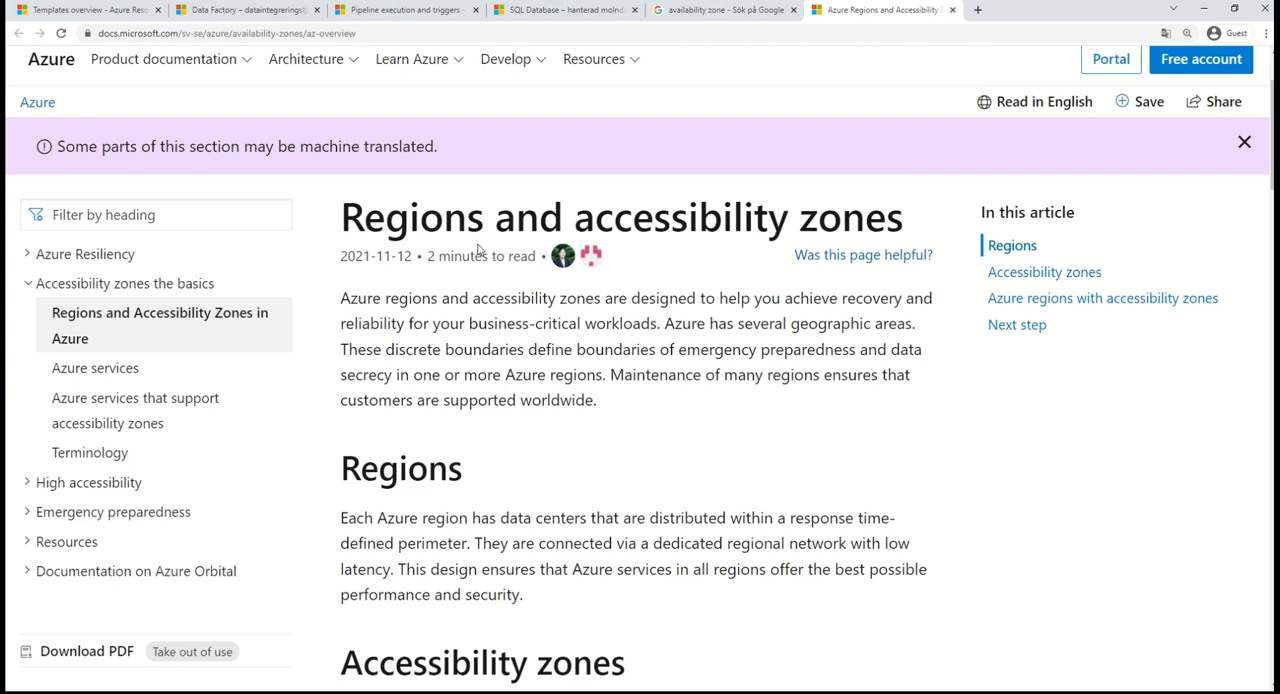 Templates overview - Azure Reso
Data Factory – dataintegreringstj
Pipeline execution and triggers -
SQL Database – hanterad molnd
availability zone - Sök på Google
Azure Regions and Accessibility Z
docs.microsoft.com/sv-se/azure/availability-zones/az-overview
Guest
Azure
Product documentation
Architecture
Learn Azure
Develop
Resources
Portal
Free account
Azure
Read in English
Save
Share
Some parts of this section may be machine translated.
Filter by heading
Azure Resiliency
Accessibility zones the basics
Regions and Accessibility Zones in
Azure
Azure services
Azure services that support
accessibility zones
Terminology
High accessibility
Emergency preparedness
Resources
Documentation on Azure Orbital
Download PDF
Take out of use
Regions and accessibility zones
2021-11-12 • 2 minutes to read •
Was this page helpful?
Azure regions and accessibility zones are designed to help you achieve recovery and
reliability for your business-critical workloads. Azure has several geographic areas.
These discrete boundaries define boundaries of emergency preparedness and data
secrecy in one or more Azure regions. Maintenance of many regions ensures that
customers are supported worldwide.
Regions
Each Azure region has data centers that are distributed within a response time-
defined perimeter. They are connected via a dedicated regional network with low
latency. This design ensures that Azure services in all regions offer the best possible
performance and security.
Accessibility zones
In this article
Regions
Accessibility zones
Azure regions with accessibility zones
Next step